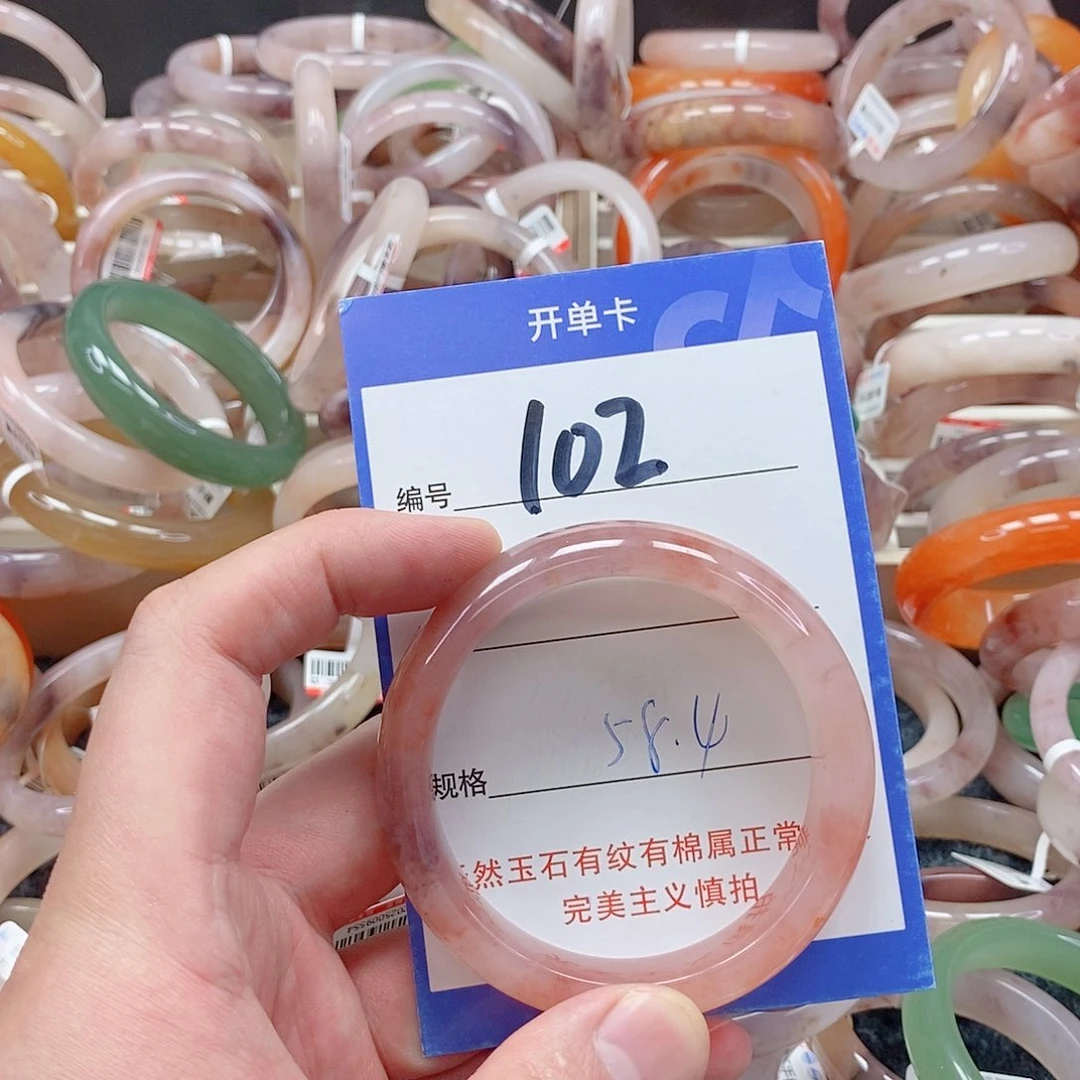 开单卡
编号 102
规格 58.4
然玉石有纹有棉属正常
完美主义慎拍